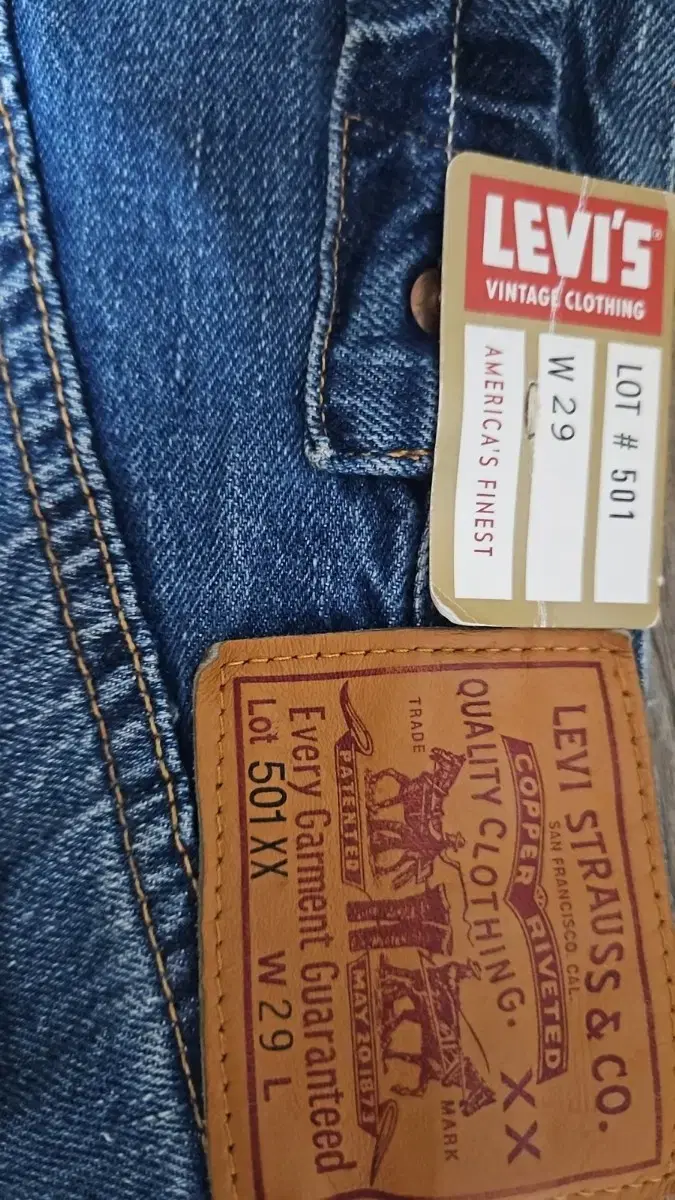 LEVI'S®
VINTAGE CLOTHING
LOT # 501
W 29
AMERICA'S FINEST
LEVI STRAUSS & CO.
SAN FRANCISCO. CAL.
COPPER RIVETED
QUALITY CLOTHING. XX
TRADE MARK
PATENTED MAY 20 1873
Every Garment Guaranteed
Lot 501XX W 29 L